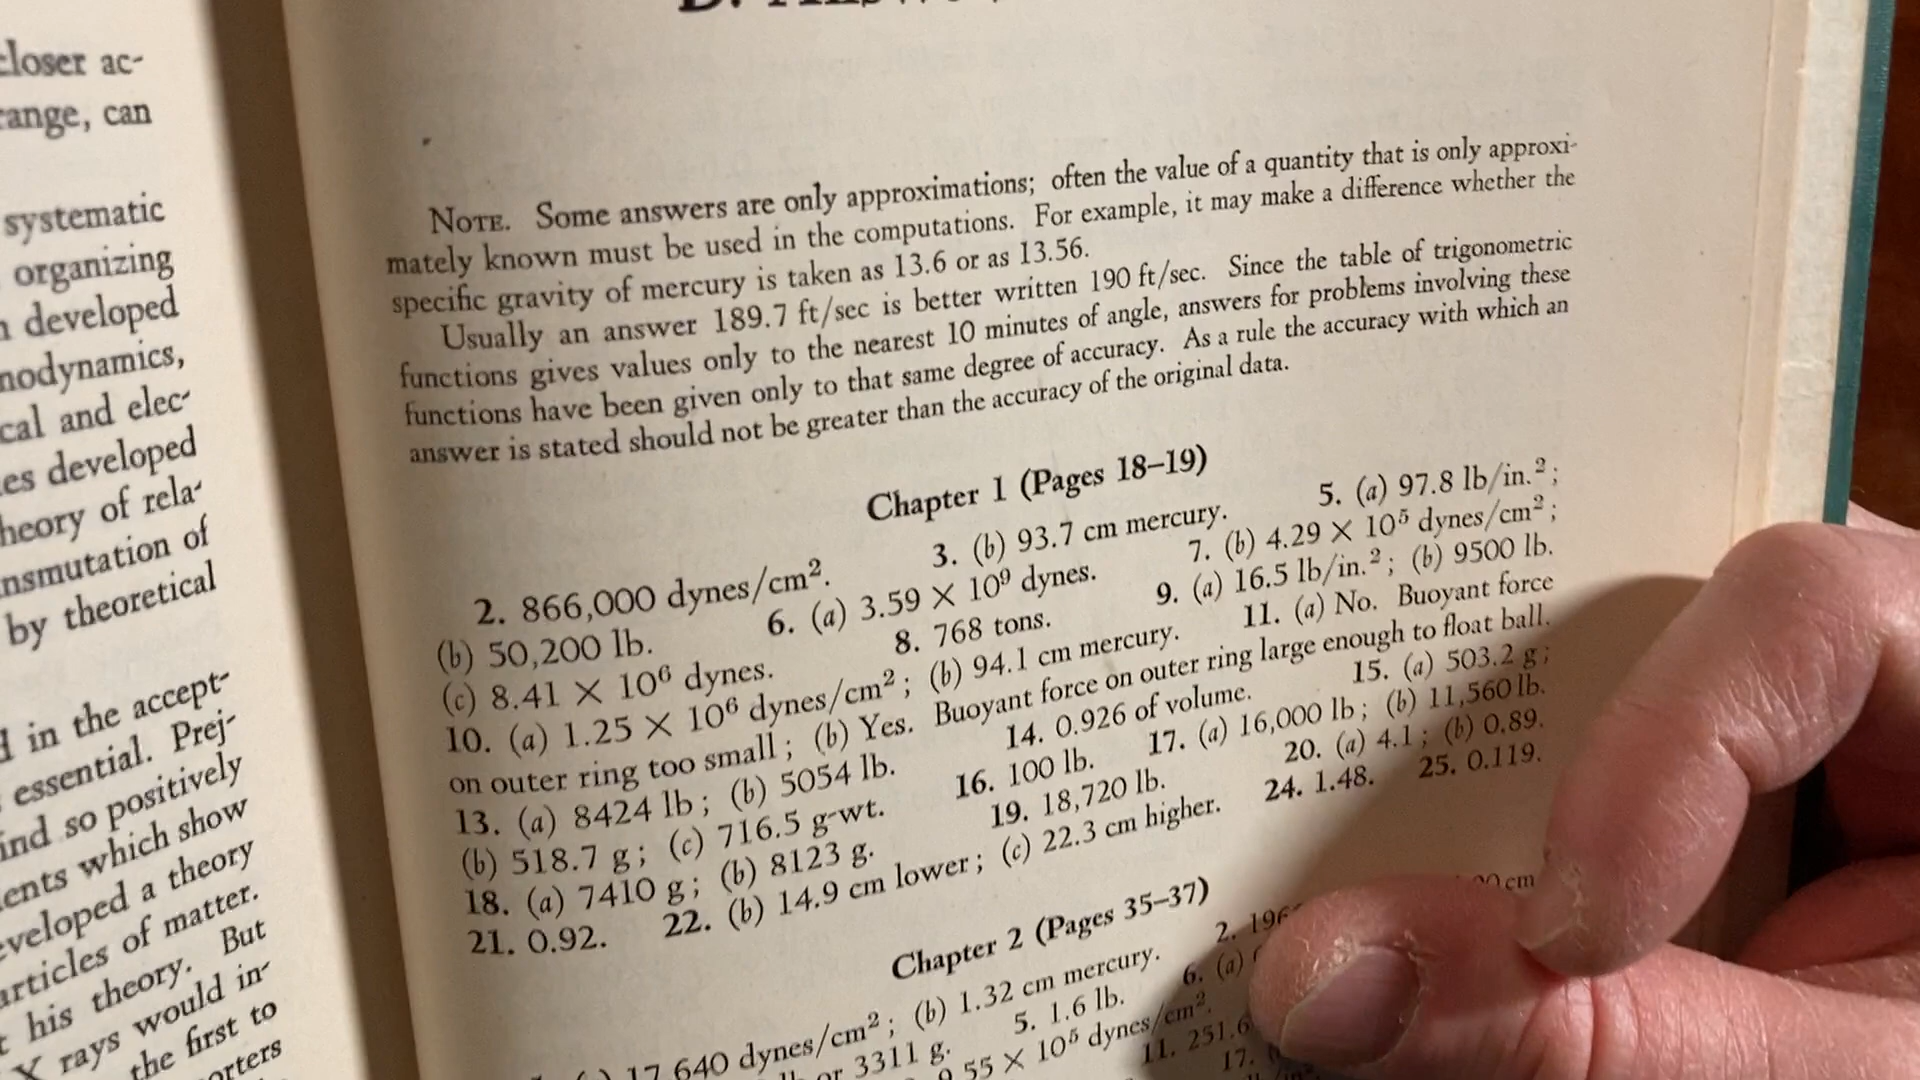 closer ac-
range, can
systematic
organizing
developed
cal and elec-
developed
by theoretical
in the accept-
essential. Prej-
so positively
which show
a theory
of matter.
his theory. But
X rays would in-
the first to
NOTE. Some answers are only approximations; often the value of a quantity that is only approxi-
mately known must be used in the computations. For example, it may make a difference whether the
specific gravity of mercury is taken as 13.6 or as 13.56.
Usually an answer 189.7 ft/sec is better written 190 ft/sec. Since the table of trigonometric
functions gives values only to the nearest 10 minutes of angle, answers for problems involving these
functions have been given only to that same degree of accuracy. As a rule the accuracy with which an
answer is stated should not be greater than the accuracy of the original data.
Chapter 1 (Pages 18–19)
2. 866,000 dynes/cm². 3. (b) 93.7 cm mercury. 5. (a) 97.8 lb/in.²;
(b) 50,200 lb. 6. (a) 3.59 × 10⁹ dynes. 7. (b) 4.29 × 10⁵ dynes/cm²;
(c) 8.41 × 10⁶ dynes. 8. 768 tons. 9. (a) 16.5 lb/in.²; (b) 9500 lb.
10. (a) 1.25 × 10⁶ dynes/cm²; (b) 94.1 cm mercury. 11. (a) No. Buoyant force
on outer ring too small; (b) Yes. Buoyant force on outer ring large enough to float ball.
13. (a) 8424 lb; (b) 5054 lb. 14. 0.926 of volume. 15. (a) 503.2 g;
(b) 518.7 g; (c) 716.5 g-wt. 16. 100 lb. 17. (a) 16,000 lb; (b) 11,560 lb.
18. (a) 7410 g; (b) 8123 g. 19. 18,720 lb. 20. (a) 4.1; (b) 0.89.
21. 0.92. 22. (b) 14.9 cm lower; (c) 22.3 cm higher. 24. 1.48. 25. 0.119.
Chapter 2 (Pages 35–37)
17,640 dynes/cm²; (b) 1.32 cm mercury. 2. cm
or 3311 g. 5. 1.6 lb. 6. (a)
× 10⁵ dynes/cm². 11.
17.